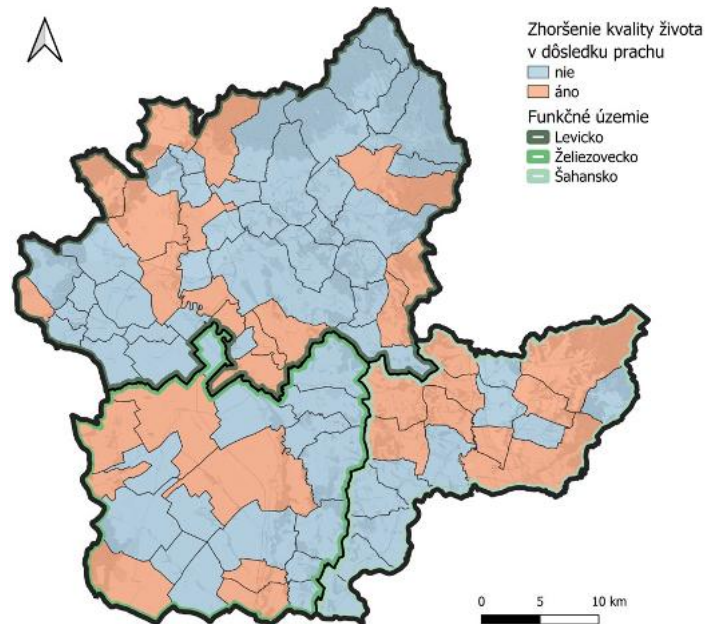 Zhoršenie kvality života
v dôsledku prachu
nie
áno
Funkčné územie
Levicko
Želiezovecko
Šahansko
0 5 10 km